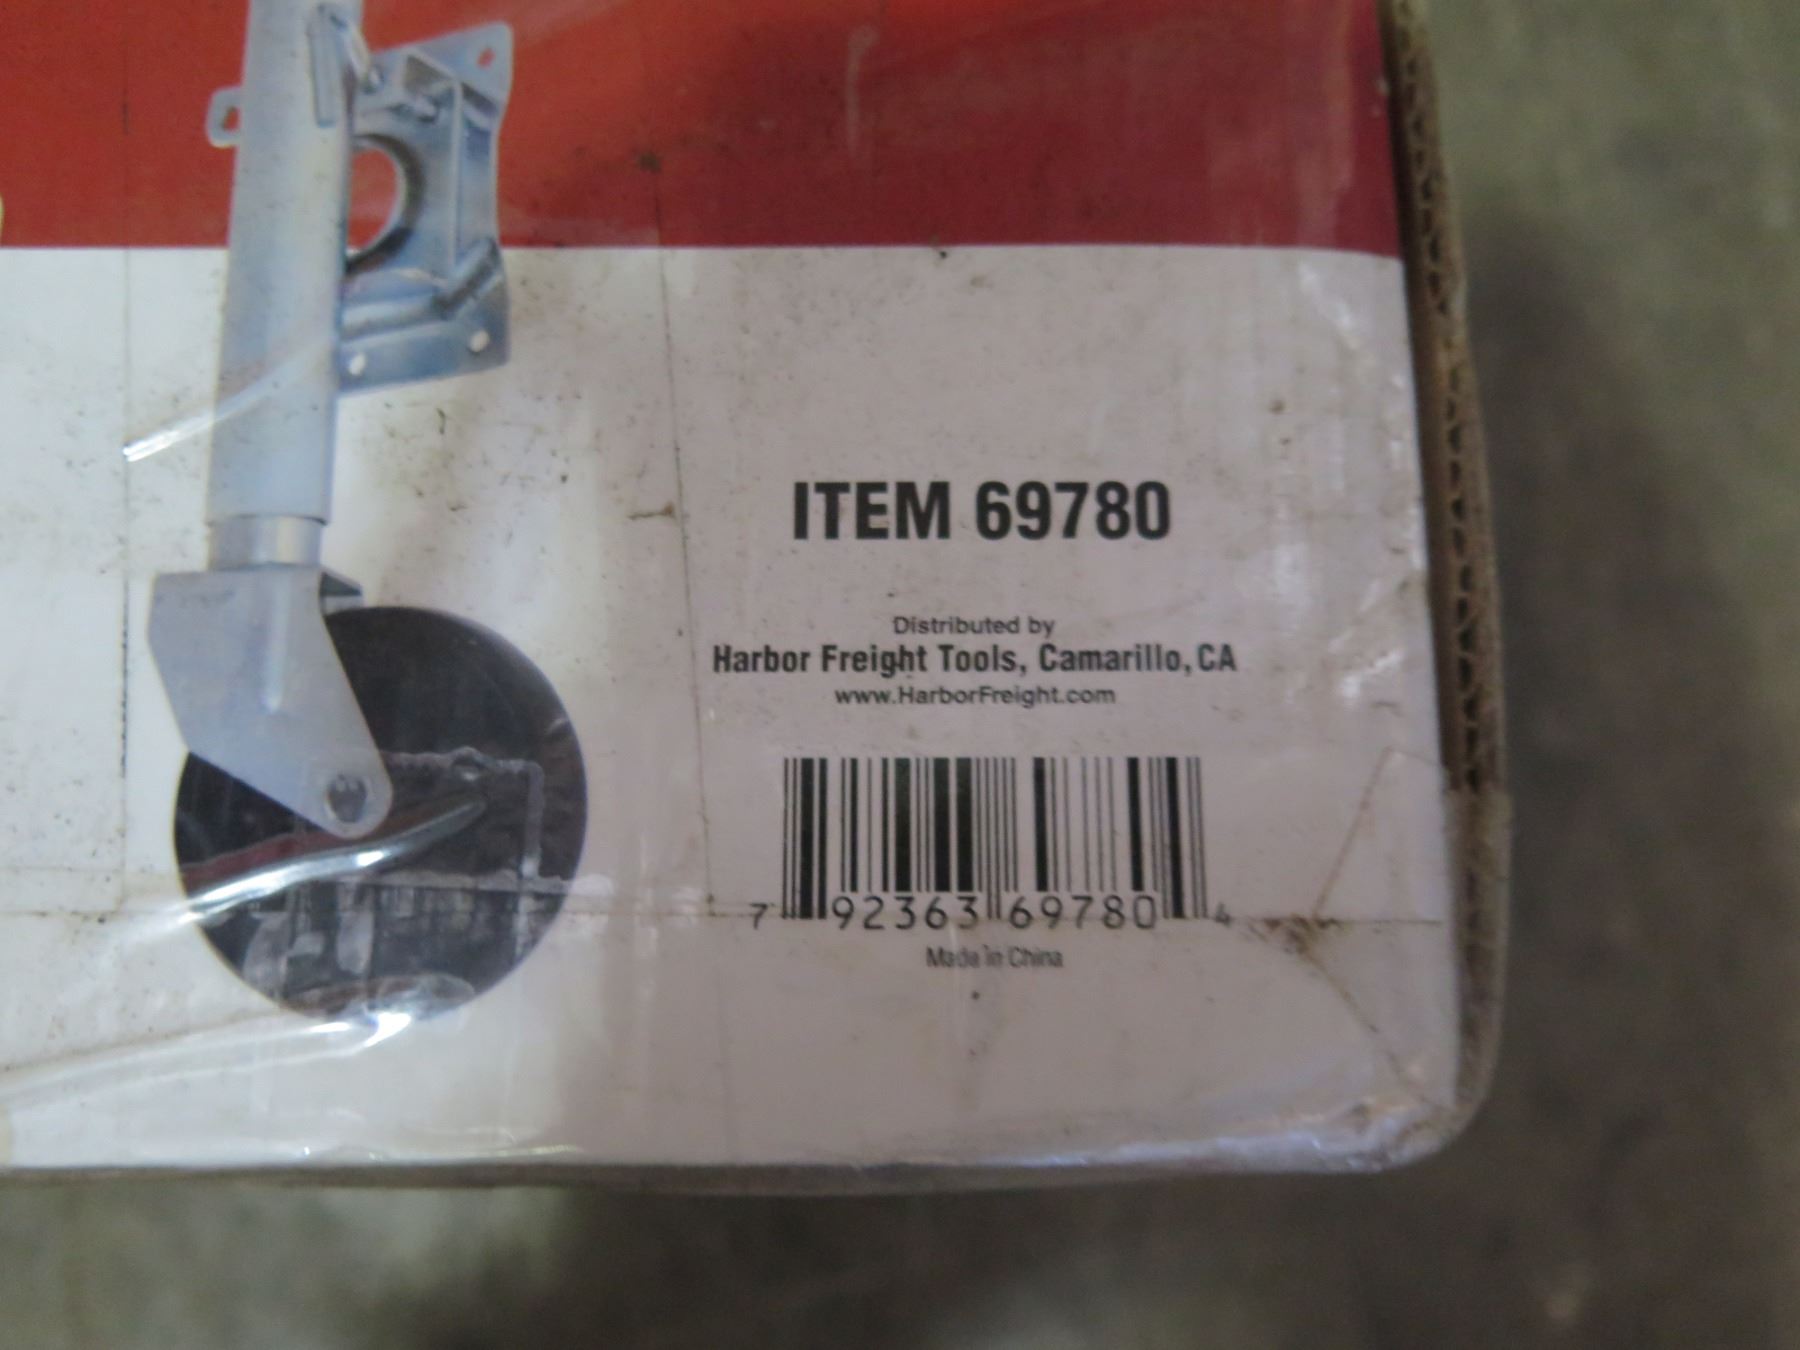 ITEM 69780
Distributed by
Harbor Freight Tools, Camarillo, CA
www.HarborFreight.com
7 92363 69780 4
Made in China